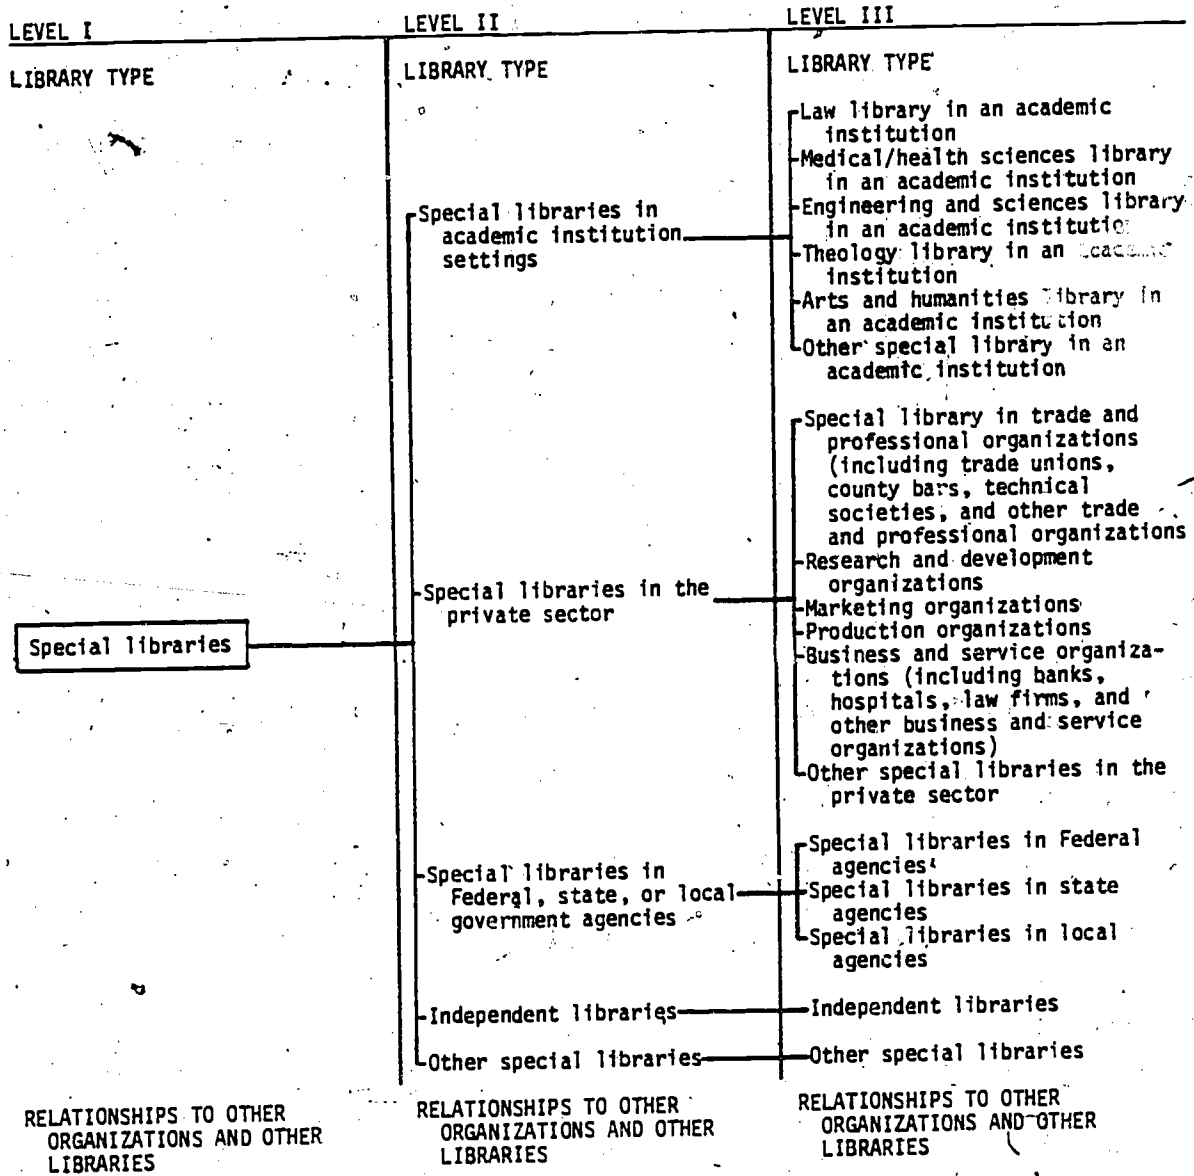 LEVEL I
LIBRARY TYPE
Special libraries
RELATIONSHIPS TO OTHER
ORGANIZATIONS AND OTHER
LIBRARIES
LEVEL II
LIBRARY TYPE
Special libraries in
academic institution
settings
Special libraries in the
private sector
Special libraries in
Federal, state, or local
government agencies
Independent libraries
Other special libraries
RELATIONSHIPS TO OTHER
ORGANIZATIONS AND OTHER
LIBRARIES
LEVEL III
LIBRARY TYPE
Law library in an academic
institution
Medical/health sciences library
in an academic institution
Engineering and sciences library
in an academic
Theology library in an
institution
Arts and humanities library in
an academic institution
Other special library in an
academic institution
Special library in trade and
professional organizations
(including trade unions,
county bars, technical
societies, and other trade
and professional organizations
Research and development
organizations
Marketing organizations
Production organizations
Business and service organiza-
tions (including banks,
hospitals, law firms, and
other business and service
organizations)
Other special libraries in the
private sector
Special libraries in Federal
agencies
Special libraries in state
agencies
Special libraries in local
agencies
Independent libraries
Other special libraries
RELATIONSHIPS TO OTHER
ORGANIZATIONS AND OTHER
LIBRARIES